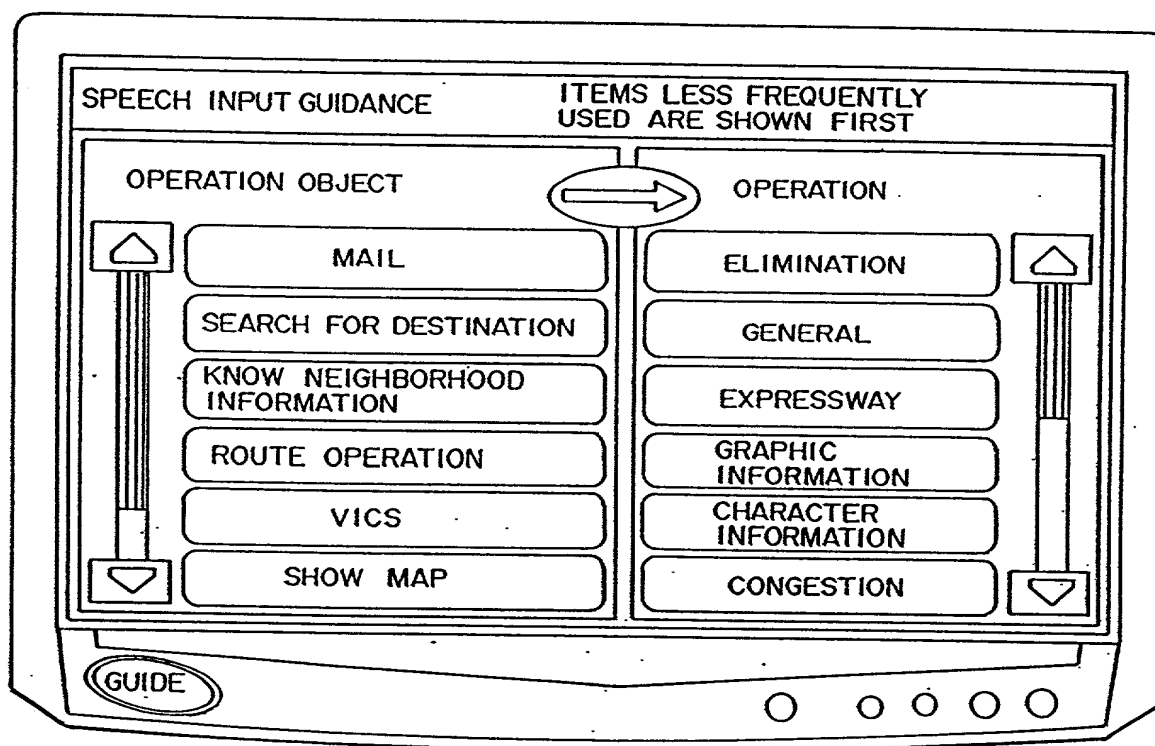 SPEECH INPUT GUIDANCE
ITEMS LESS FREQUENTLY
USED ARE SHOWN FIRST
OPERATION OBJECT
MAIL
SEARCH FOR DESTINATION
KNOW NEIGHBORHOOD
INFORMATION
ROUTE OPERATION
VICS
SHOW MAP
OPERATION
ELIMINATION
GENERAL
EXPRESSWAY
GRAPHIC
INFORMATION
CHARACTER
INFORMATION
CONGESTION
GUIDE